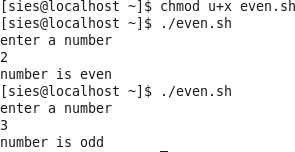 [sies@localhost ~]$ chmod u+x even.sh
[sies@localhost ~]$ ./even.sh
enter a number
2
number is even
[sies@localhost ~]$ ./even.sh
enter a number
3
number is odd